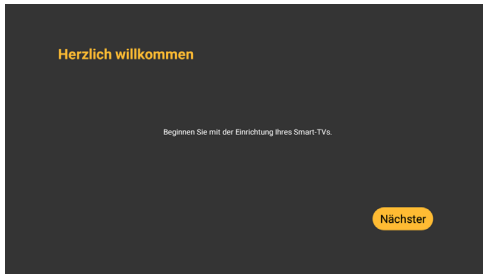 Herzlich willkommen
Beginnen Sie mit der Einrichtung Ihres Smart-TVs.
Nächster